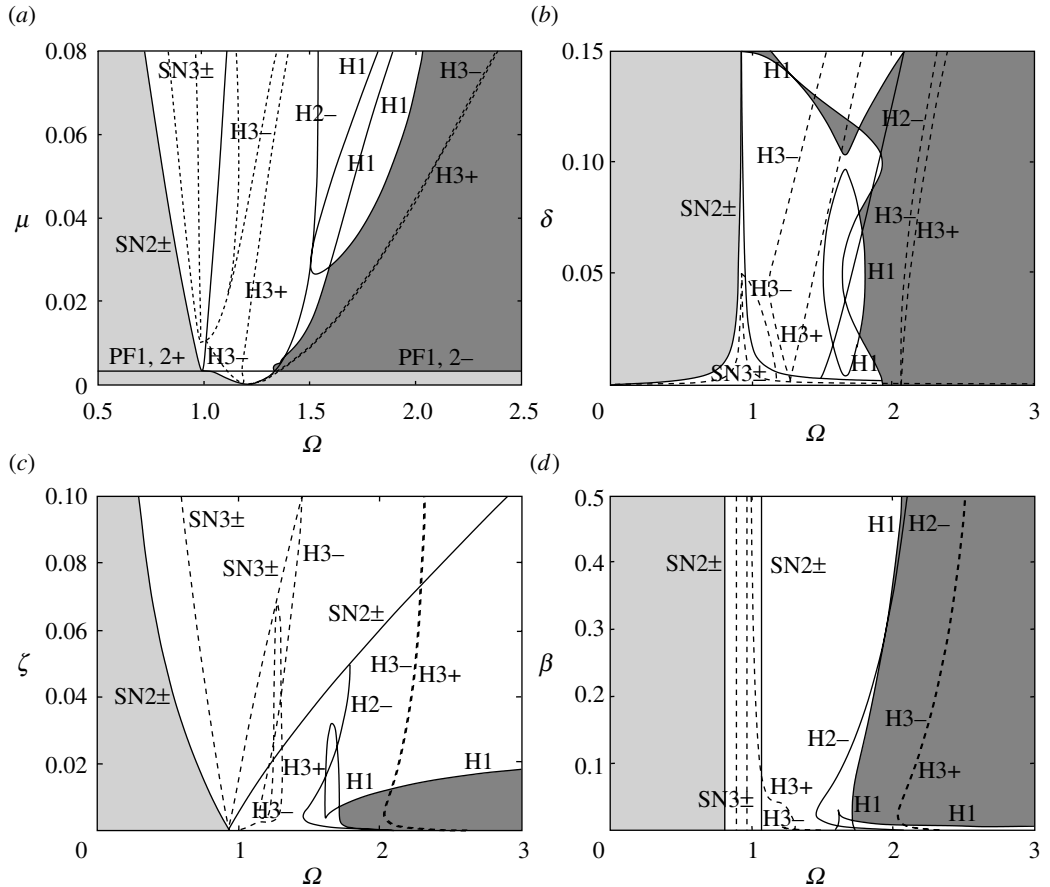 (a)
0.08
0.06
0.04
0.02
0
μ
0.5
1.0
1.5
2.0
2.5
Ω
SN3±
H3–
H2–
H1
H1
H3–
H3+
H1
SN2±
H3+
H3–
PF1, 2+
PF1, 2–
(b)
0.15
0.10
0.05
0
δ
1
2
3
Ω
H1
H2–
H3–
SN2±
H3–
H3+
H3–
H1
H3+
SN3±
H1
(c)
0.10
0.08
0.06
0.04
0.02
0
ζ
1
2
3
Ω
SN3±
SN3±
H3–
SN2±
H3–
H3+
SN2±
H2–
H3+
H1
H1
H3–
(d)
0.5
0.4
0.3
0.2
0.1
0
β
1
2
3
Ω
H1
H2–
SN2±
SN2±
H3–
H2–
H3+
H3+
SN3±
H3–
H1
H1